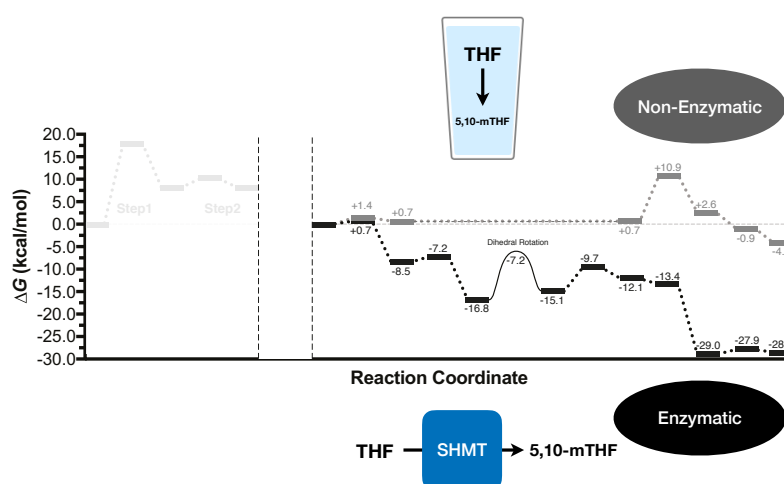 THF
5,10-mTHF
Non-Enzymatic
ΔG (kcal/mol)
20.0
15.0
10.0
5.0
0.0
-5.0
-10.0
-15.0
-20.0
-25.0
-30.0
Step1
Step2
+1.4
+0.7
+0.7
+0.7
+10.9
+2.6
-0.9
-4.
-8.5
-7.2
-16.8
Dihedral Rotation
-7.2
-15.1
-9.7
-12.1
-13.4
-29.0
-27.9
-28
Reaction Coordinate
Enzymatic
THF
SHMT
5,10-mTHF